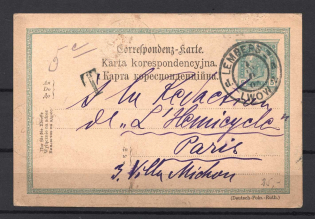 Correspondenz-Karte.
Karta korespondencyjna.
Карта кореспонденційна.
T
LEMBERG
LWÓW
A la Rédaction
de "L'Hémicycle"
Paris
3, Villa Michon
(Deutsch-Poln.-Ruth.)